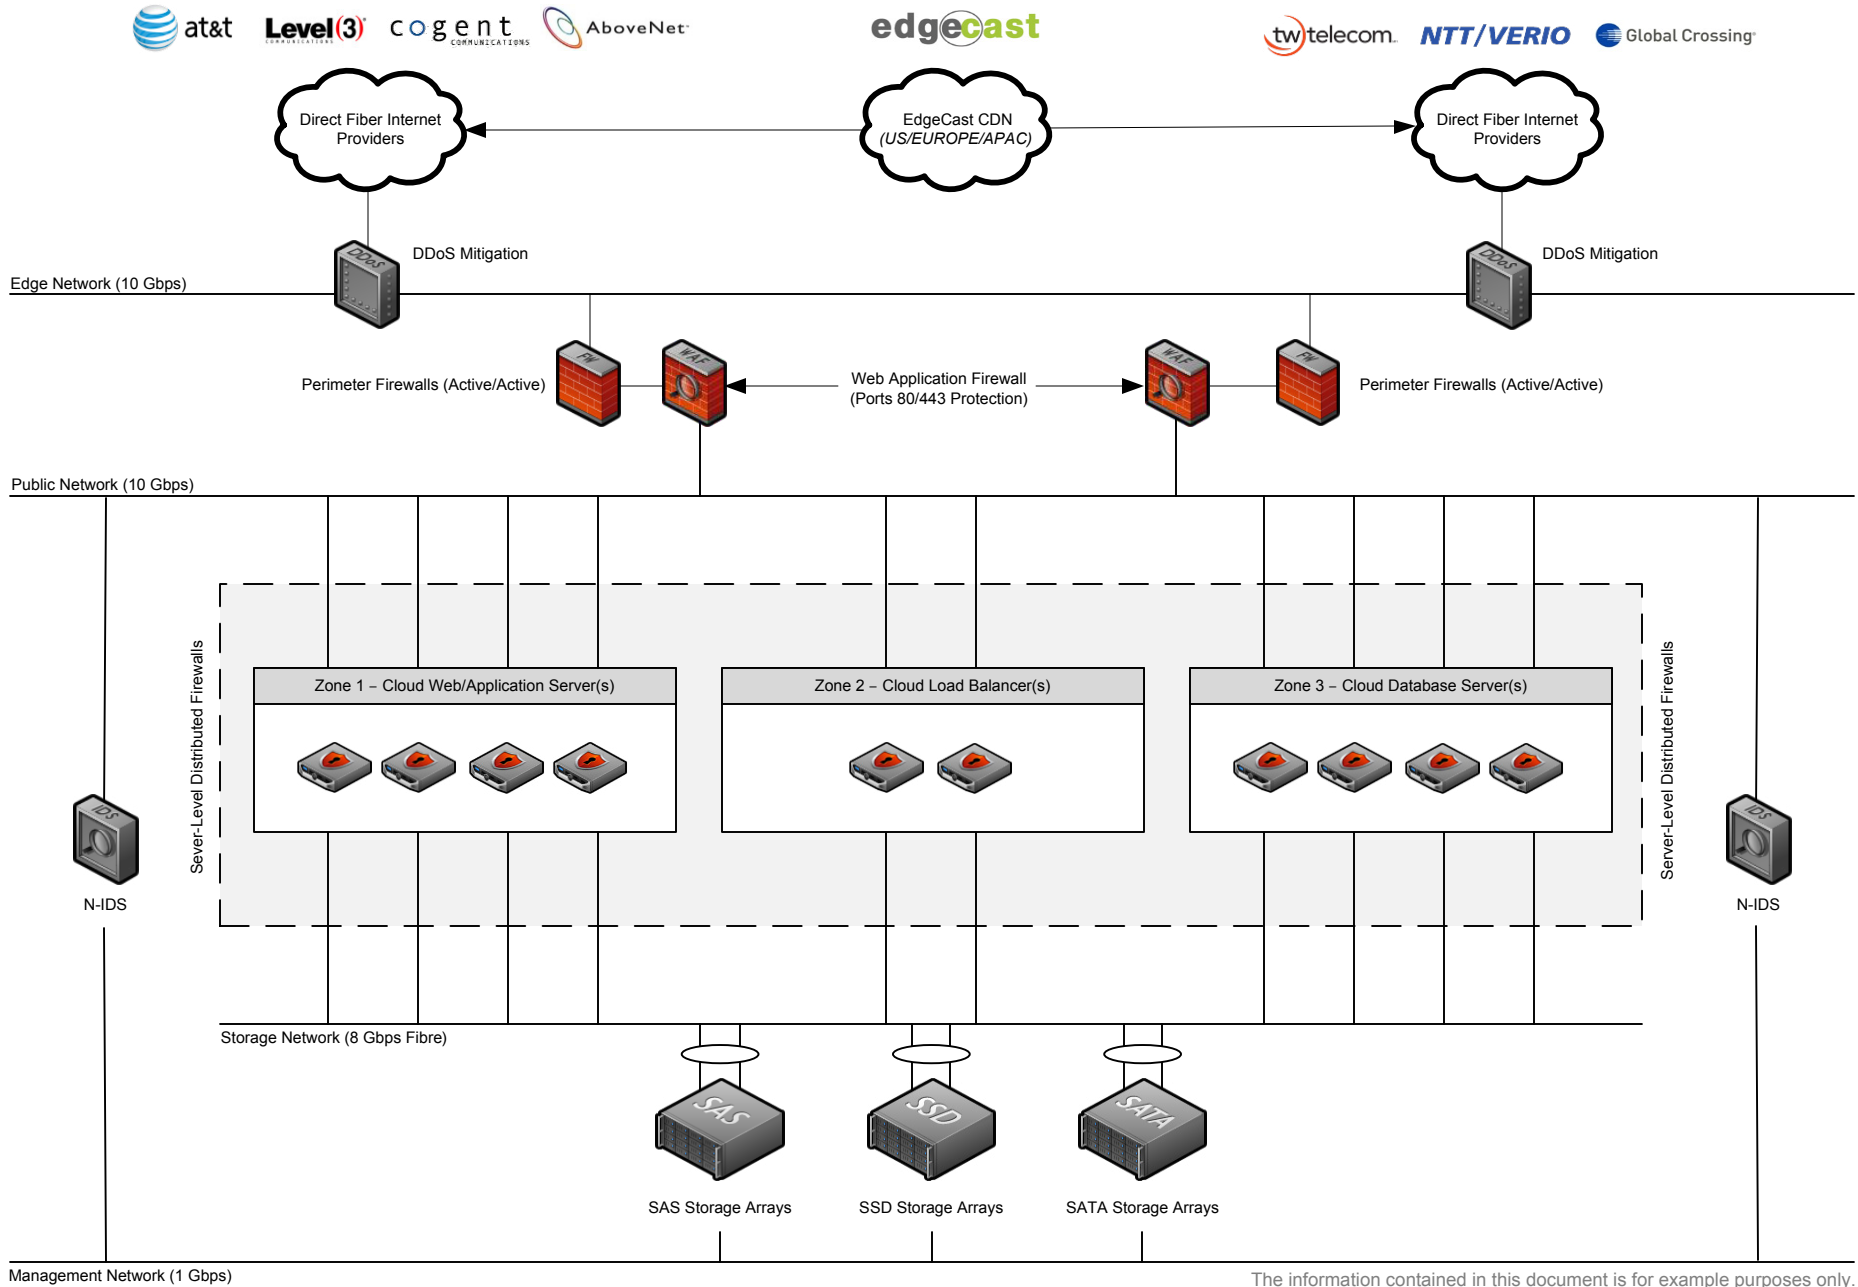 at&t
Level(3)
COMMUNICATIONS
cogent
COMMUNICATIONS
AboveNet
edgecast
tw telecom.
NTT/VERIO
Global Crossing
Direct Fiber Internet
Providers
EdgeCast CDN
(US/EUROPE/APAC)
Direct Fiber Internet
Providers
DDoS
DDoS Mitigation
DDoS
DDoS Mitigation
Edge Network (10 Gbps)
Perimeter Firewalls (Active/Active)
FW
WAF
Web Application Firewall
(Ports 80/443 Protection)
WAF
FW
Perimeter Firewalls (Active/Active)
Public Network (10 Gbps)
Sever-Level Distributed Firewalls
Zone 1 – Cloud Web/Application Server(s)
Zone 2 – Cloud Load Balancer(s)
Zone 3 – Cloud Database Server(s)
Server-Level Distributed Firewalls
IDS
N-IDS
IDS
N-IDS
Storage Network (8 Gbps Fibre)
SAS
SSD
SATA
SAS Storage Arrays
SSD Storage Arrays
SATA Storage Arrays
Management Network (1 Gbps)
The information contained in this document is for example purposes only.